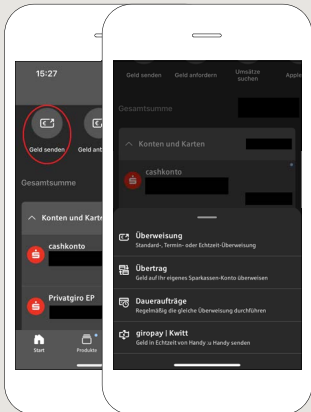 15:27
Geld senden Geld ant
Gesamtsumme
Konten und Karte
cashkonto
Privatgiro EP
Start Produkte
Geld senden Geld anfordern Umsätze suchen Apple
Gesamtsumme
Konten und Karten
cashkonto
Überweisung
Standard-, Termin- oder Echtzeit-Überweisung
Übertrag
Geld auf Ihr eigenes Sparkassen-Konto überweisen
Daueraufträge
Regelmäßig die gleiche Überweisung durchführen
giropay | Kwitt
Geld in Echtzeit von Handy :u Handy senden